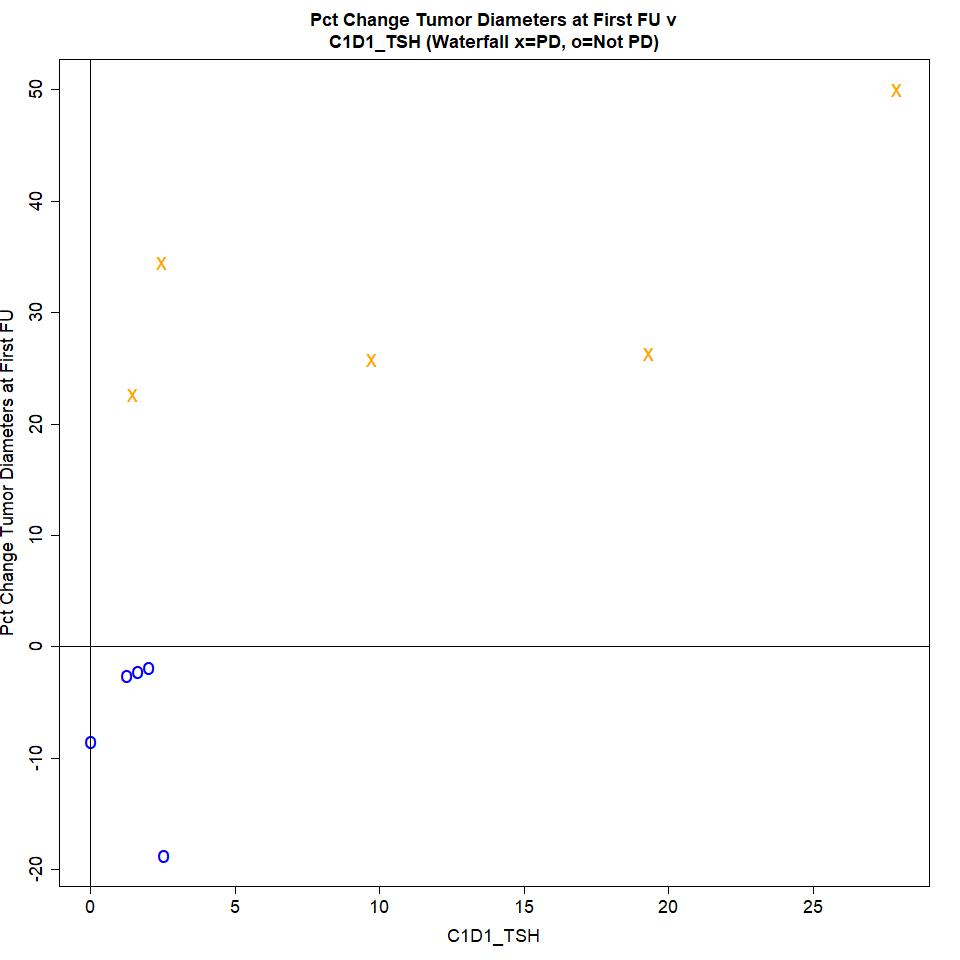 Pct Change Tumor Diameters at First FU v
C1D1_TSH (Waterfall x=PD, o=Not PD)
Pct Change Tumor Diameters at First FU
50
40
30
20
10
0
-10
-20
X
X
X
X
X
O
O
O
O
O
0 5 10 15 20 25
C1D1_TSH